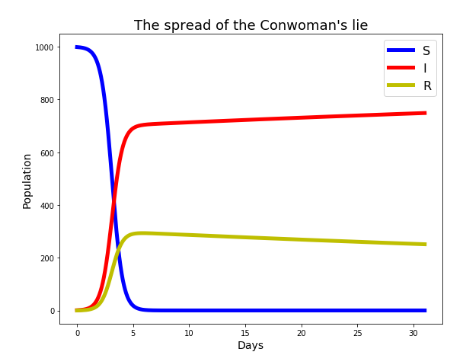 The spread of the Conwoman's lie
S
I
R
1000
800
600
400
200
0
Population
0 5 10 15 20 25 30
Days